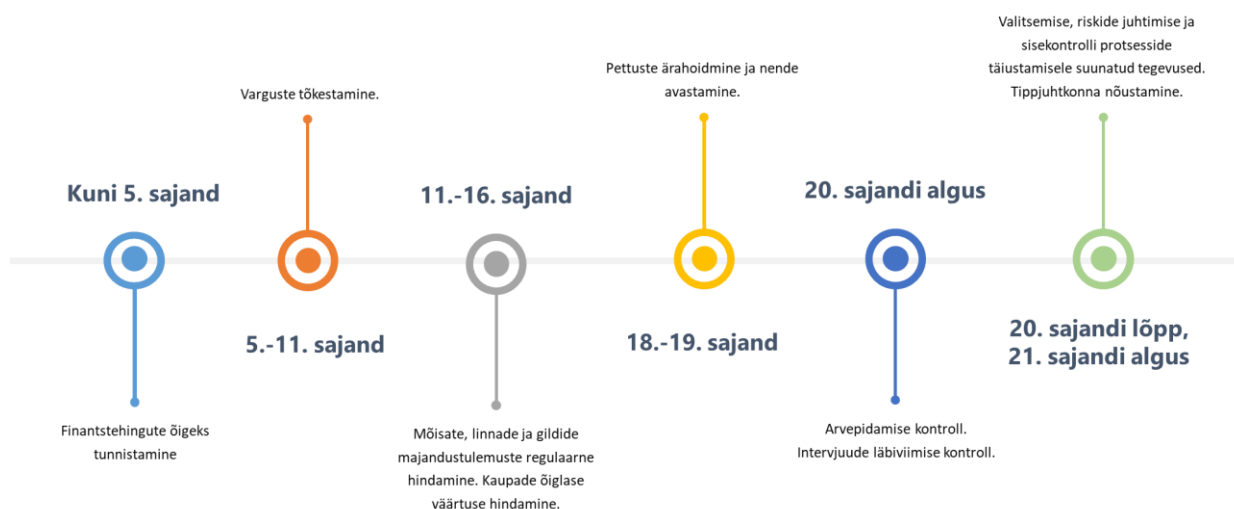 Kuni 5. sajand
Finantstehingute õigeks
tunnistamine
Varguste tõkestamine.
5.-11. sajand
11.-16. sajand
Mõisate, linnade ja gildide
majandustulemuste regulaarne
hindamine. Kaupade õiglase
väärtuse hindamine.
Pettuste ärahoidmine ja nende
avastamine.
18.-19. sajand
20. sajandi algus
Arvepidamise kontroll.
Intervjuude läbiviimise kontroll.
Valitsemise, riskide juhtimise ja
sisekontrolli protsesside
täiustamisele suunatud tegevused.
Tippjuhtkonna nõustamine.
20. sajandi lõpp,
21. sajandi algus